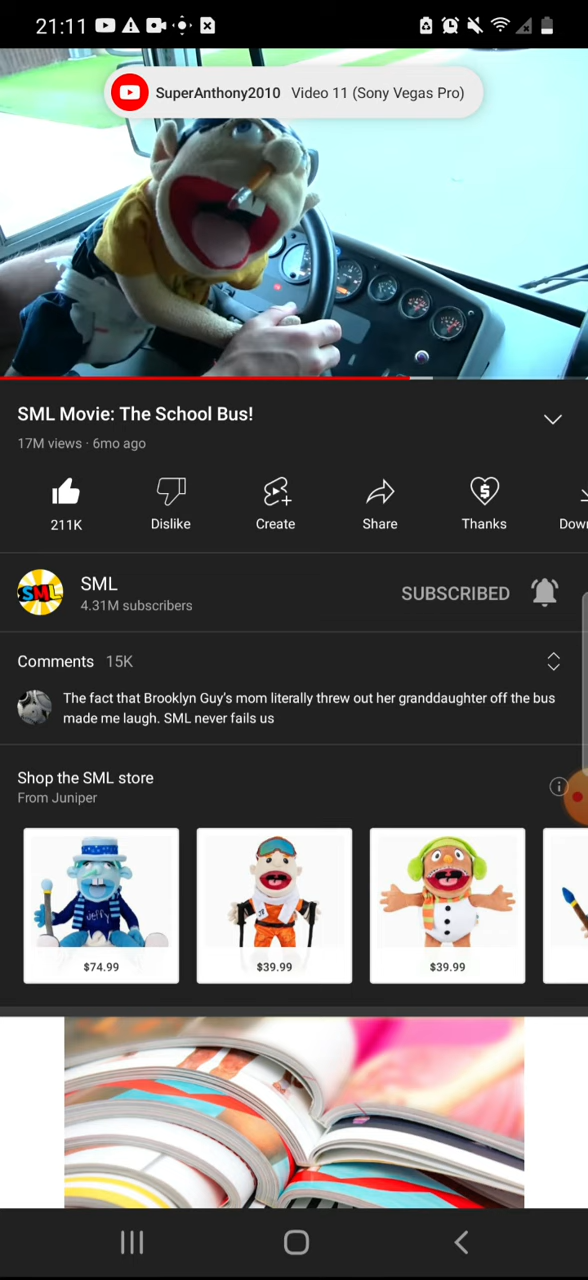 21:11
SuperAnthony2010 Video 11 (Sony Vegas Pro)
SML Movie: The School Bus!
17M views · 6mo ago
211K Dislike Create Share Thanks Down
SML
SML
4.31M subscribers
SUBSCRIBED
Comments 15K
The fact that Brooklyn Guy's mom literally threw out her granddaughter off the bus
made me laugh. SML never fails us
Shop the SML store
From Juniper
Jeffy
$74.99 $39.99 $39.99